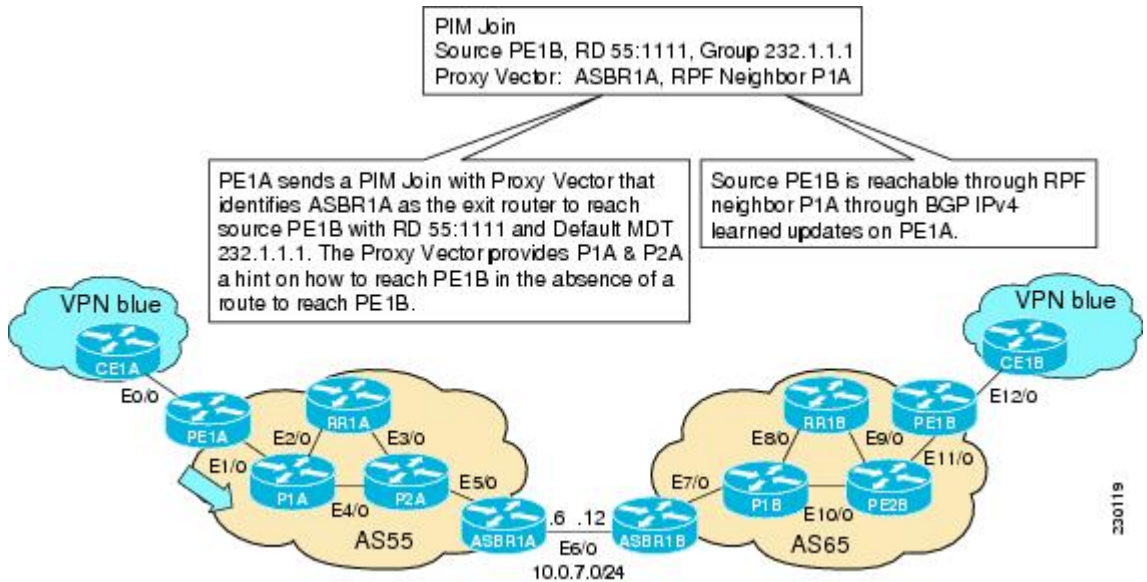 PIM Join
Source PE1B, RD 55:1111, Group 232.1.1.1
Proxy Vector: ASBR1A, RPF Neighbor P1A
PE1A sends a PIM Join with Proxy Vector that
identifies ASBR1A as the exit router to reach
source PE1B with RD 55:1111 and Default MDT
232.1.1.1. The Proxy Vector provides P1A & P2A
a hint on how to reach PE1B in the absence of a
route to reach PE1B.
Source PE1B is reachable through RPF
neighbor P1A through BGP IPv4
learned updates on PE1A.
VPN blue
CE1A
E0/0
PE1A
E1/0
E2/0
RR1A
E3/0
P1A
E4/0
P2A
E5/0
AS55
ASBR1A
.6 .12
E6/0
10.0.7.0/24
ASBR1B
E7/0
E8/0
RR1B
E9/0
P1B
E10/0
PE2B
E11/0
PE1B
AS65
VPN blue
CE1B
E12/0
230119